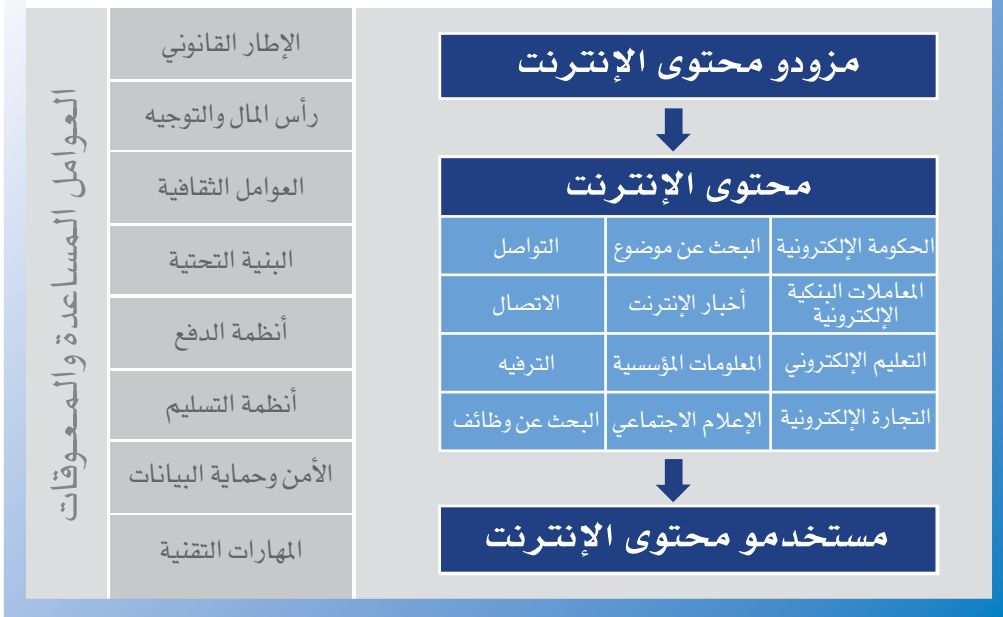 مزودو محتوى الإنترنت
محتوى الإنترنت
الحكومة الإلكترونية
البحث عن موضوع
التواصل
المعاملات البنكية
الإلكترونية
أخبار الإنترنت
الاتصال
التعليم الإلكتروني
المعلومات المؤسسية
الترفيه
التجارة الإلكترونية
الإعلام الاجتماعي
البحث عن وظائف
مستخدمو محتوى الإنترنت
الإطار القانوني
رأس المال والتوجيه
العوامل الثقافية
البنية التحتية
أنظمة الدفع
أنظمة التسليم
الأمن وحماية البيانات
المهارات التقنية
العوامل المساعدة والمعوقات